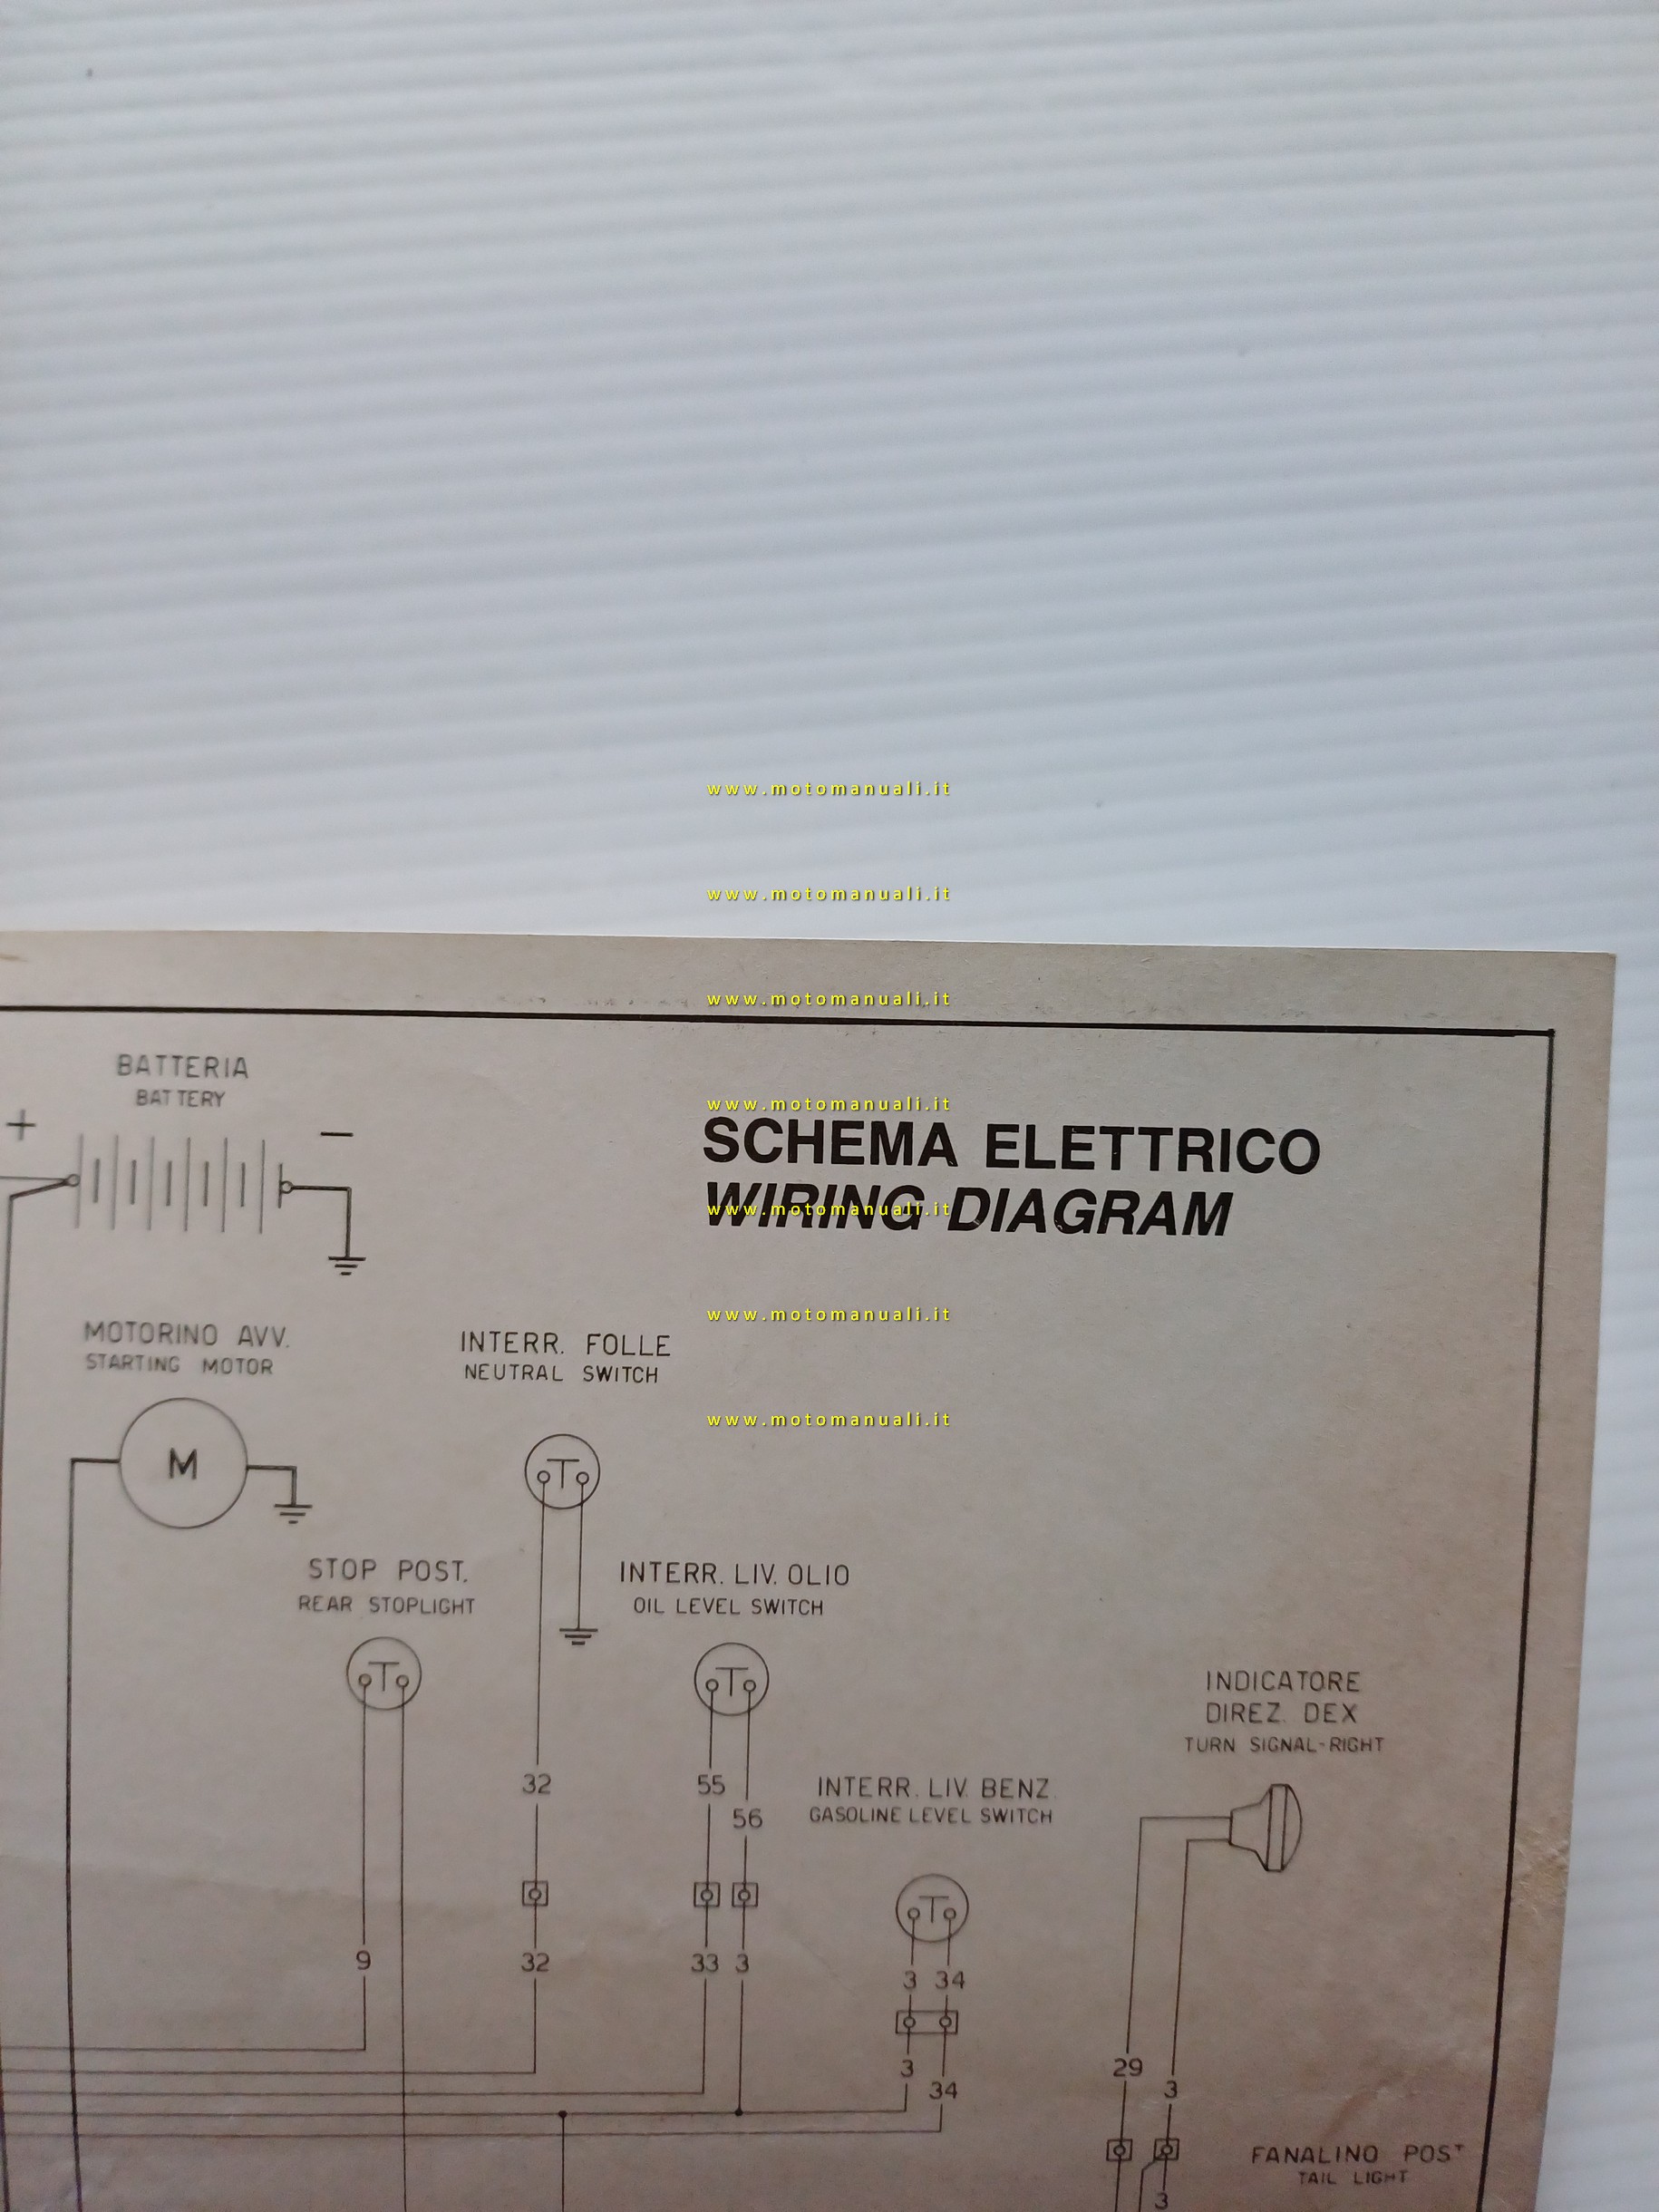 www.motomanuali.it
www.motomanuali.it
www.motomanuali.it
www.motomanuali.it
SCHEMA ELETTRICO
WIRING DIAGRAM
www.motomanuali.it
www.motomanuali.it
www.motomanuali.it
BATTERIA
BATTERY
+ −
MOTORINO AVV.
STARTING MOTOR
M
INTERR. FOLLE
NEUTRAL SWITCH
STOP POST.
REAR STOPLIGHT
INTERR. LIV. OLIO
OIL LEVEL SWITCH
INDICATORE
DIREZ. DEX
TURN SIGNAL-RIGHT
INTERR. LIV. BENZ.
GASOLINE LEVEL SWITCH
32
55
56
9
32
33 3
3 34
3
34
29
3
FANALINO POST
TAIL LIGHT
3